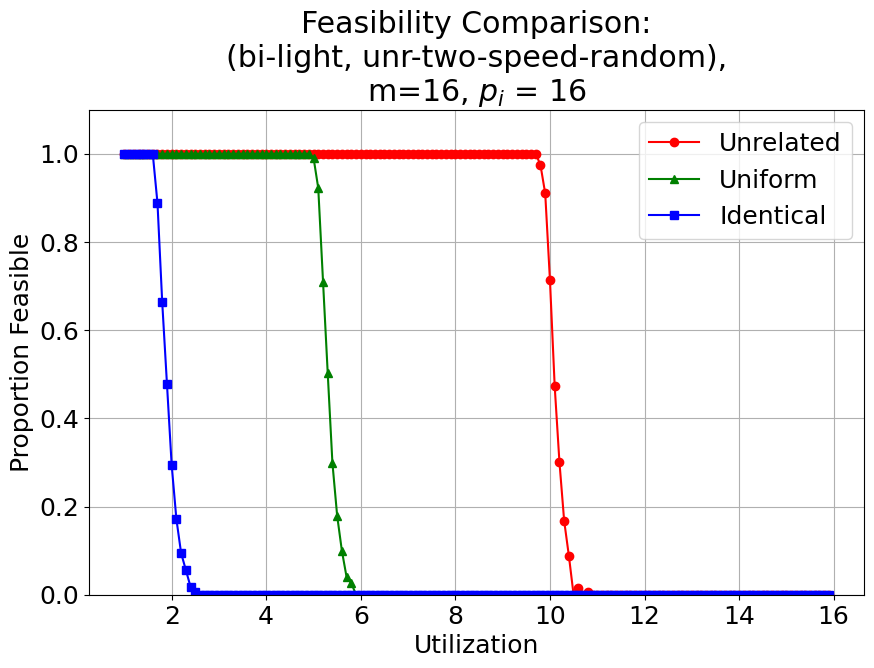 Feasibility Comparison:
(bi-light, unr-two-speed-random),
m=16, $p_i$ = 16
Unrelated
Uniform
Identical
Proportion Feasible
1.0
0.8
0.6
0.4
0.2
0.0
2 4 6 8 10 12 14 16
Utilization